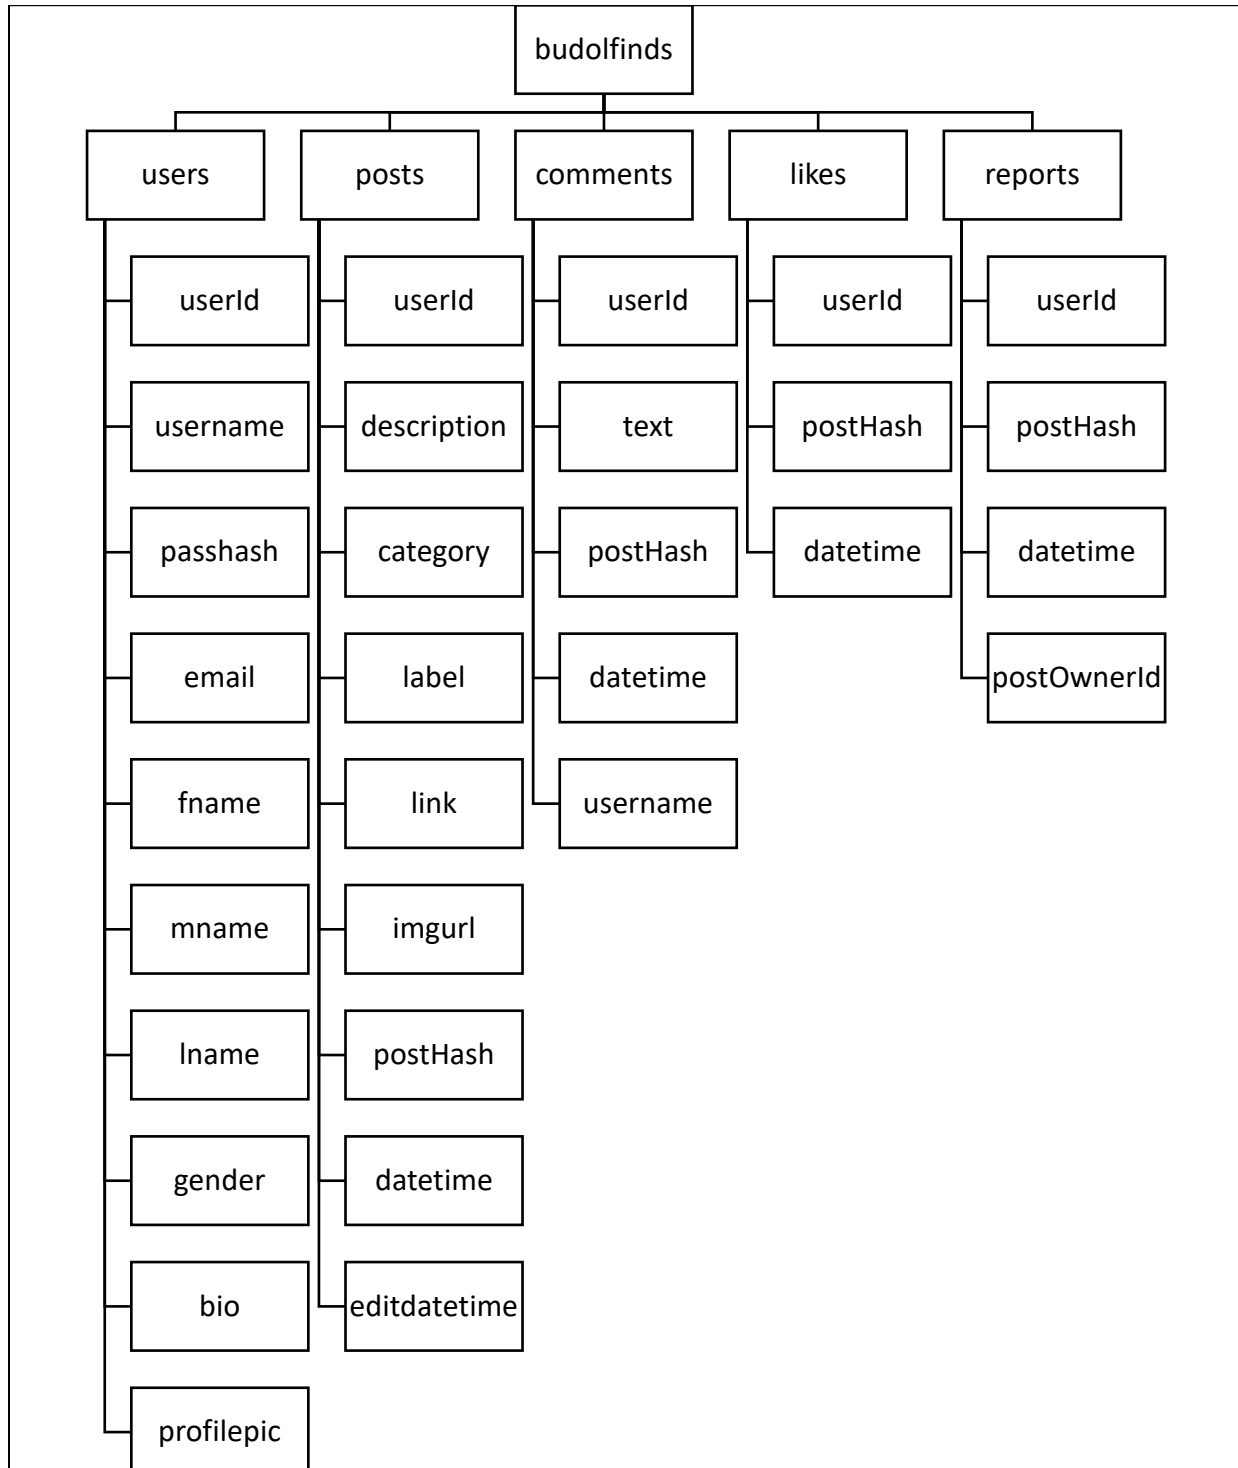 budolfinds
users
posts
comments
likes
reports
userId
userId
userId
userId
userId
username
description
text
postHash
postHash
passhash
category
postHash
datetime
datetime
email
label
datetime
postOwnerId
fname
link
username
mname
imgurl
lname
postHash
gender
datetime
bio
editdatetime
profilepic